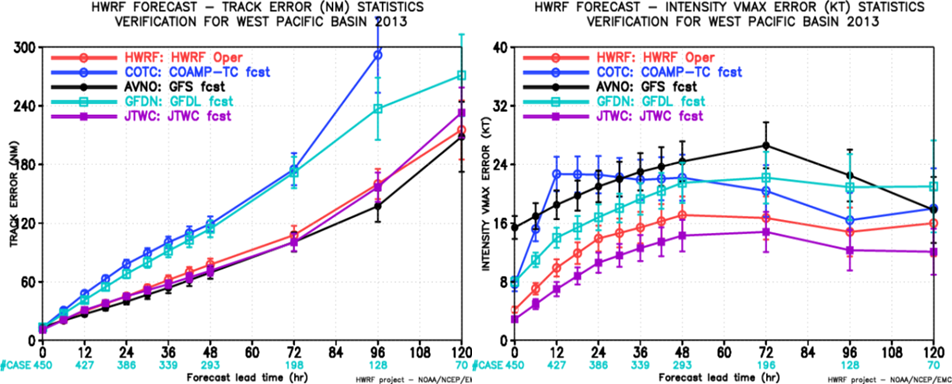 HWRF FORECAST – TRACK ERROR (NM) STATISTICS
VERIFICATION FOR WEST PACIFIC BASIN 2013
300
240
180
120
60
0
TRACK ERROR (NM)
HWRF: HWRF Oper
COTC: COAMP–TC fcst
AVNO: GFS fcst
GFDN: GFDL fcst
JTWC: JTWC fcst
0 12 24 36 48 60 72 84 96 108 120
#CASE 450 427 386 339 293 196 128 70
Forecast lead time (hr)
HWRF project – NOAA/NCEP/EM
HWRF FORECAST – INTENSITY VMAX ERROR (KT) STATISTICS
VERIFICATION FOR WEST PACIFIC BASIN 2013
40
32
24
16
8
0
INTENSITY VMAX ERROR (KT)
HWRF: HWRF Oper
COTC: COAMP–TC fcst
AVNO: GFS fcst
GFDN: GFDL fcst
JTWC: JTWC fcst
0 12 24 36 48 60 72 84 96 108 120
#CASE 450 427 386 339 293 196 128 70
Forecast lead time (hr)
HWRF project – NOAA/NCEP/EMC